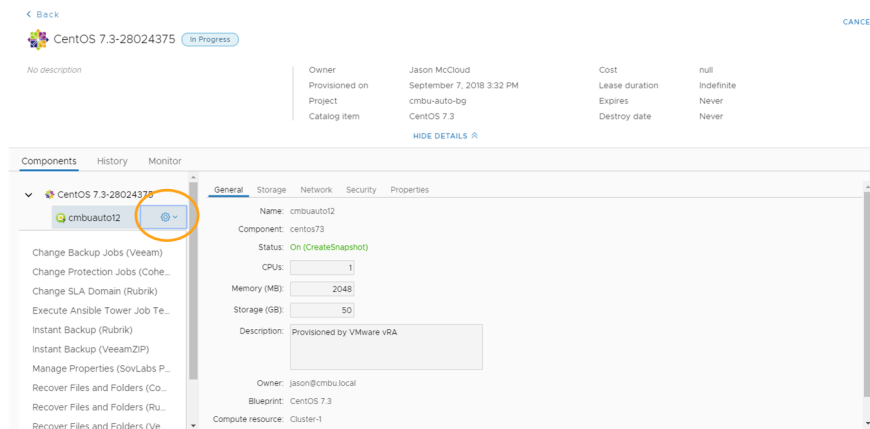 Back
CANCE
CentOS 7.3-28024375 In Progress
No description
Owner Jason McCloud Cost null
Provisioned on September 7, 2018 3:32 PM Lease duration Indefinite
Project cmbu-auto-bg Expires Never
Catalog item CentOS 7.3 Destroy date Never
HIDE DETAILS
Components History Monitor
CentOS 7.3-28024375
cmbuauto12
Change Backup Jobs (Veeam)
Change Protection Jobs (Cohe...
Change SLA Domain (Rubrik)
Execute Ansible Tower Job Te...
Instant Backup (Rubrik)
Instant Backup (VeeamZIP)
Manage Properties (SovLabs P...
Recover Files and Folders (Co...
Recover Files and Folders (Ru...
Recover Files and Folders (Ve
General Storage Network Security Properties
Name: cmbuauto12
Component: centos73
Status: On (CreateSnapshot)
CPUs: 1
Memory (MB): 2048
Storage (GB): 50
Description: Provisioned by VMware vRA
Owner: jason@cmbu.local
Blueprint: CentOS 7.3
Compute resource: Cluster-1